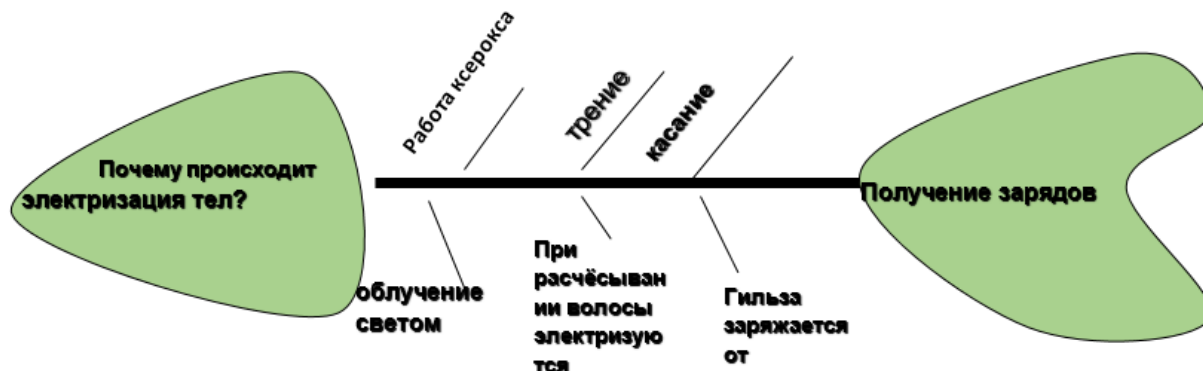 Почему происходит
электризация тел?
Работа ксерокса
трение
касание
облучение
светом
При
расчёсыван
ии волосы
электризую
тся
Гильза
заряжается
от
Получение зарядов